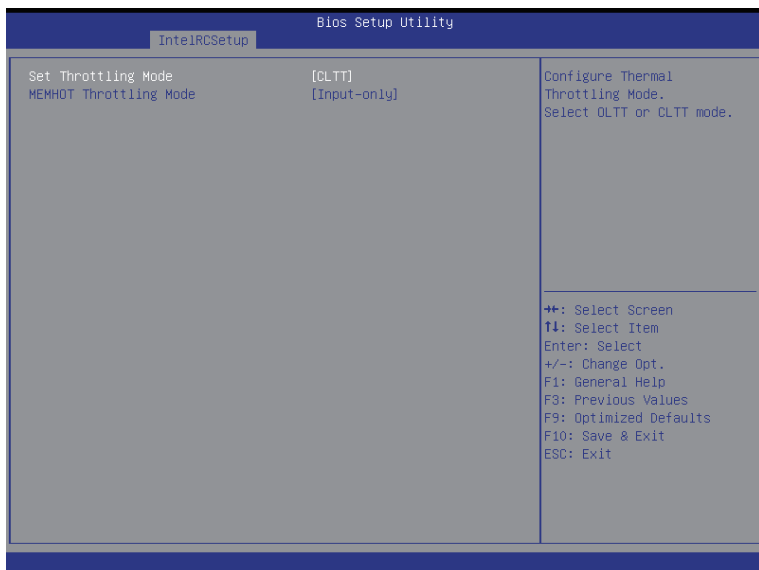 Bios Setup Utility
IntelRCSetup
Set Throttling Mode [CLTT]
MEMHOT Throttling Mode [Input-only]
Configure Thermal
Throttling Mode.
Select OLTT or CLTT mode.
→←: Select Screen
↑↓: Select Item
Enter: Select
+/-: Change Opt.
F1: General Help
F3: Previous Values
F9: Optimized Defaults
F10: Save & Exit
ESC: Exit